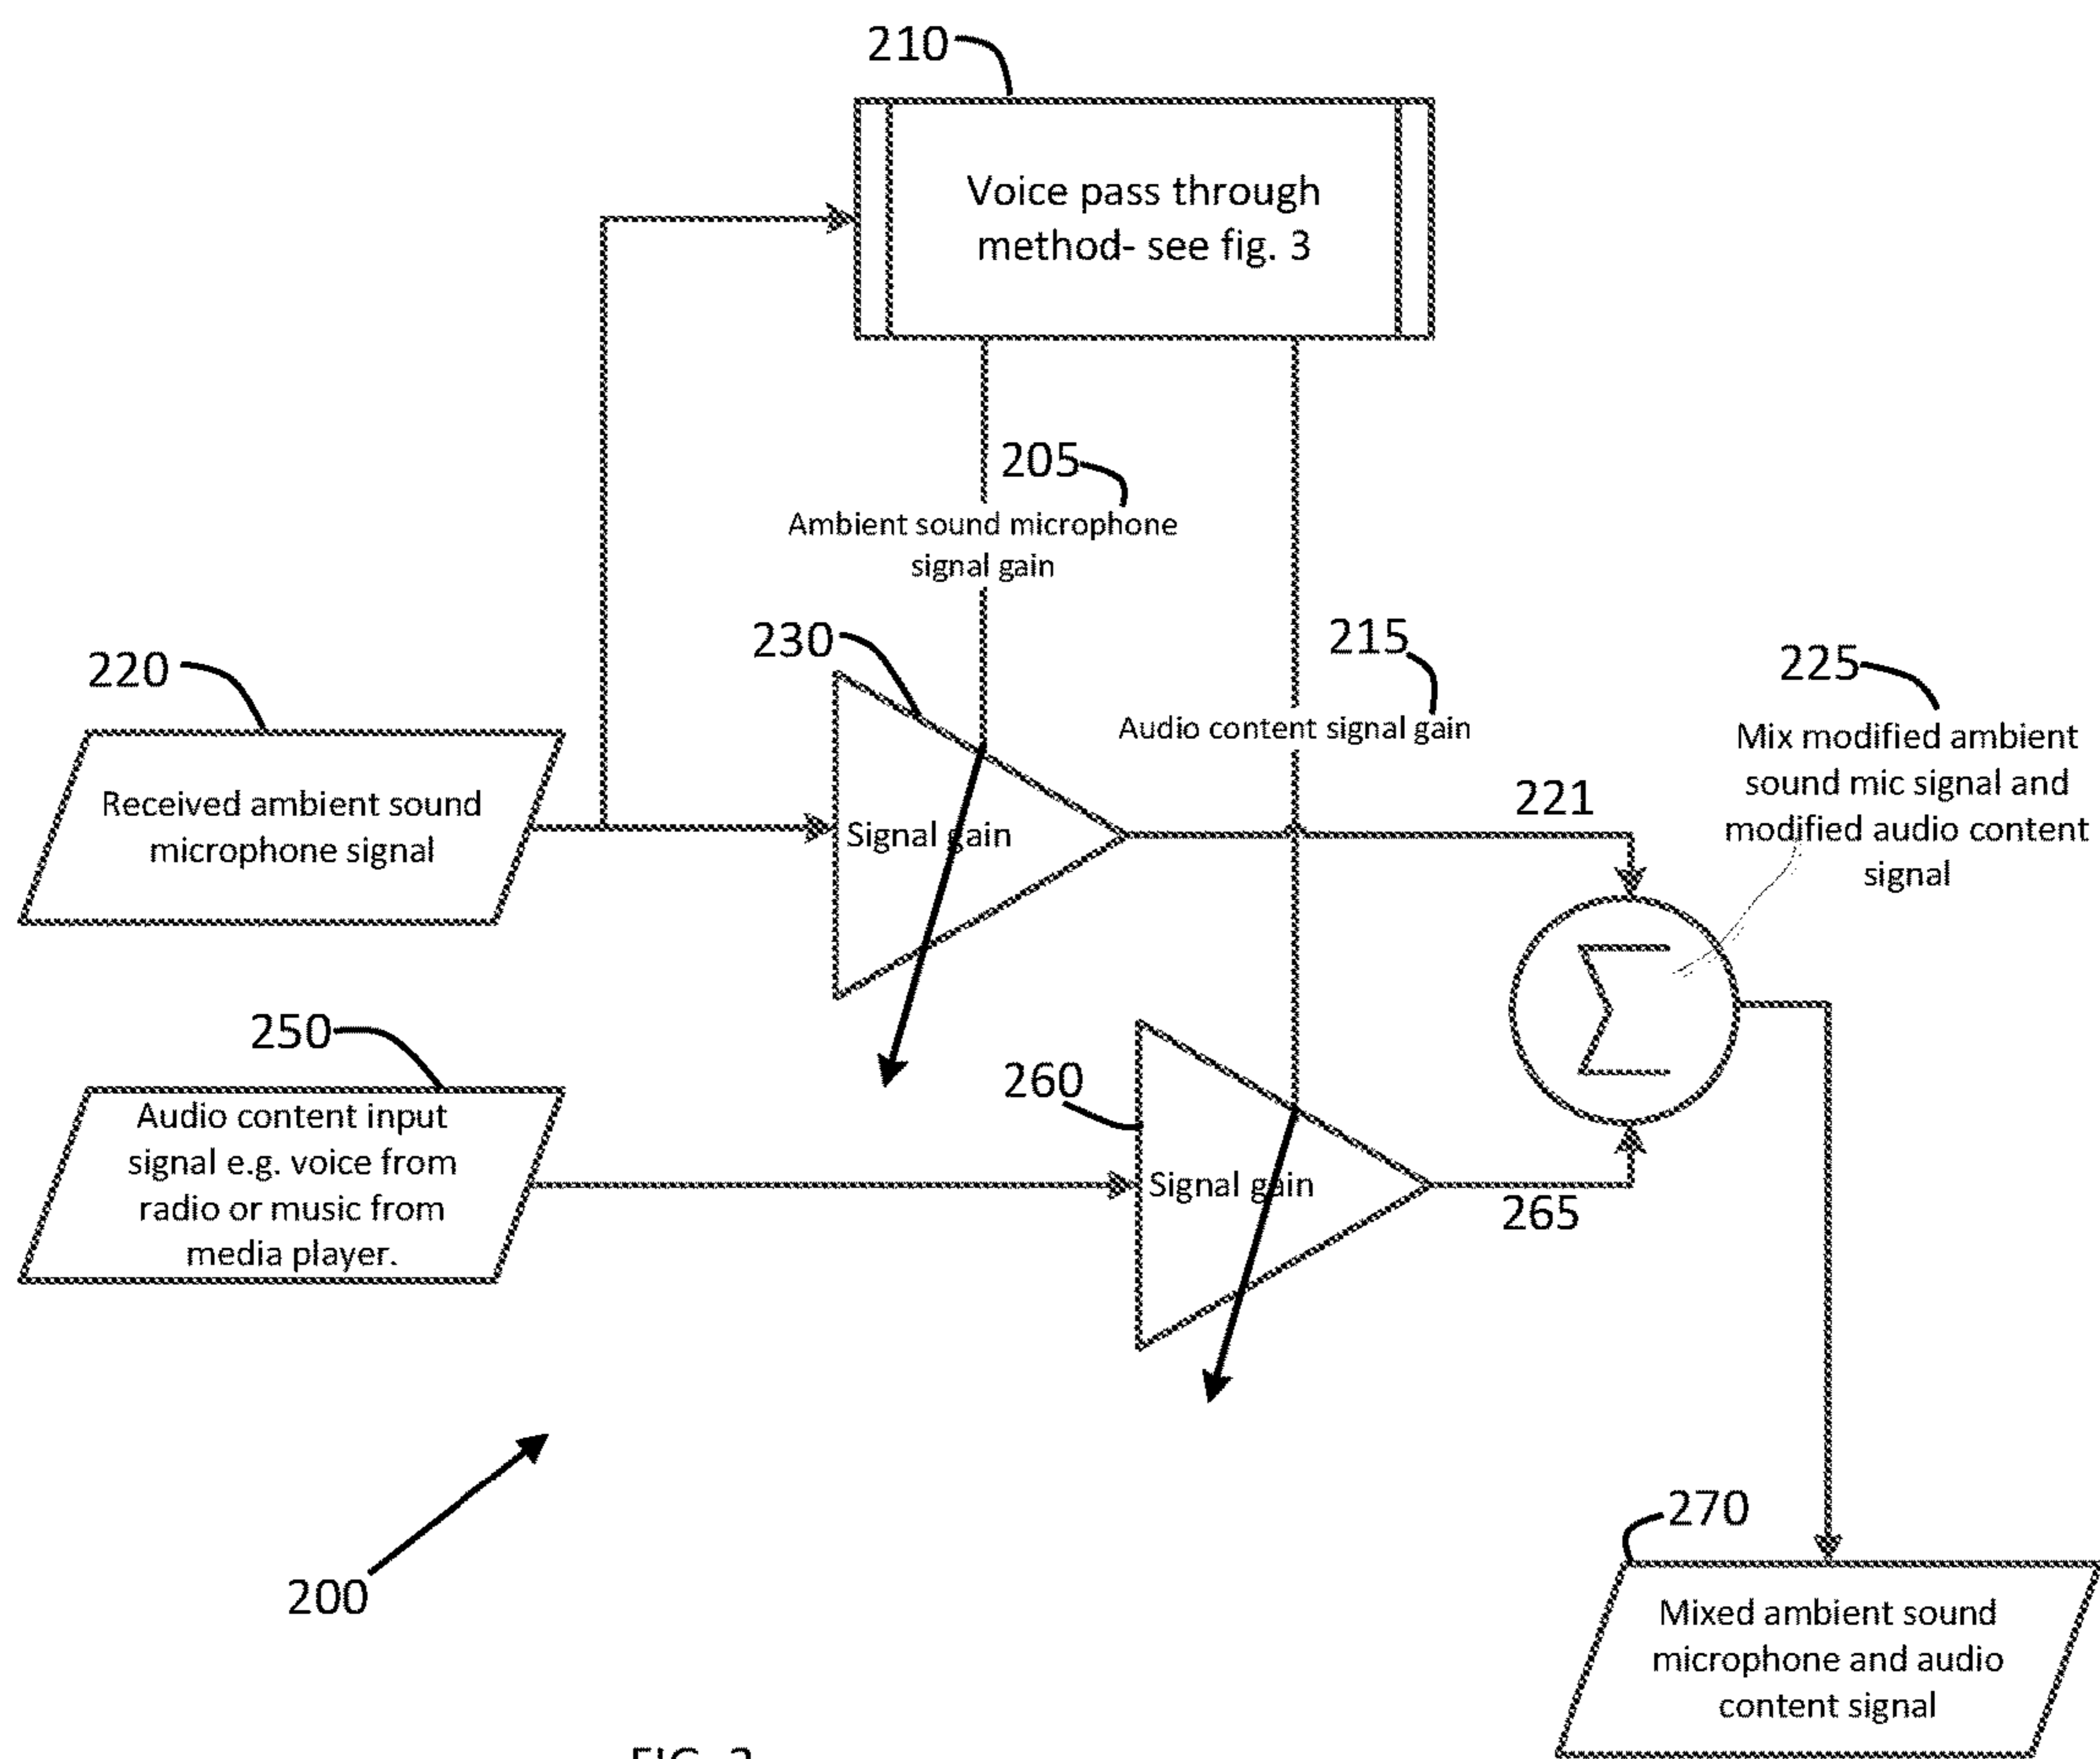 210
Voice pass through
method- see fig. 3
205
Ambient sound microphone
signal gain
230
215
225
220
Audio content signal gain
Mix modified ambient
sound mic signal and
modified audio content
signal
221
Received ambient sound
microphone signal
Signal gain
250
260
Audio content input
signal e.g. voice from
radio or music from
media player.
Signal gain
265
200
270
Mixed ambient sound
microphone and audio
content signal